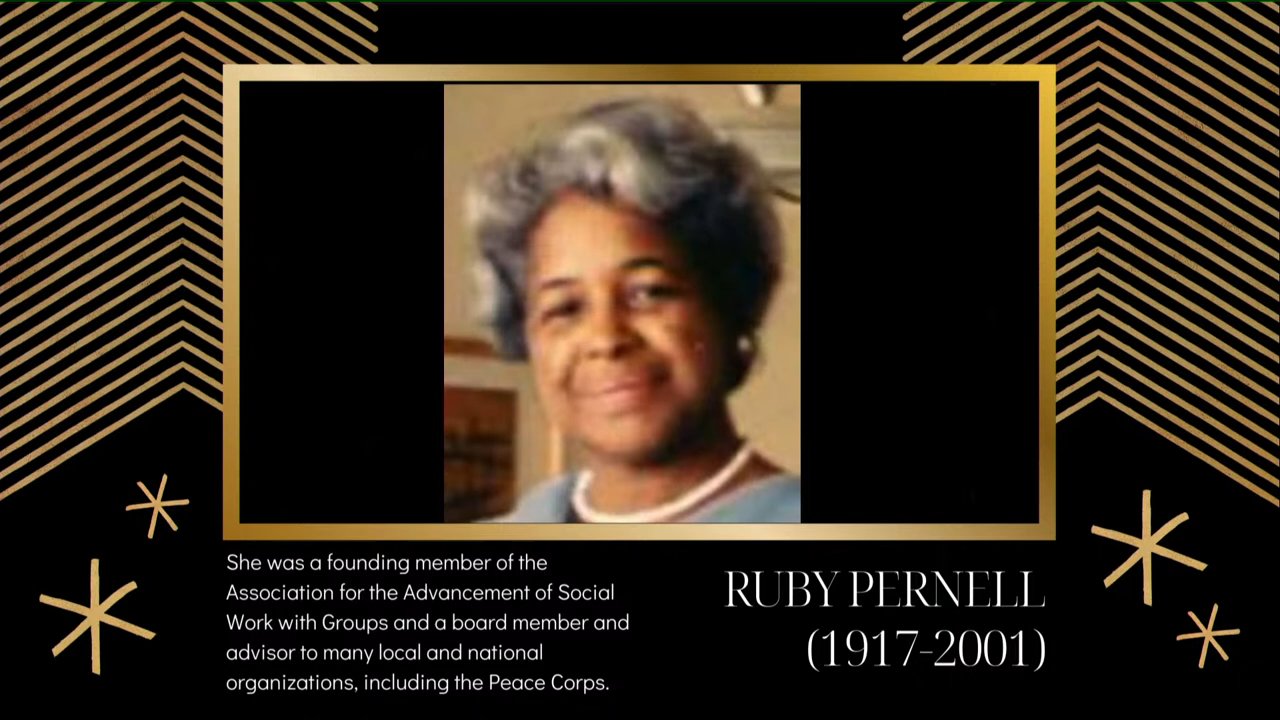 She was a founding member of the
Association for the Advancement of Social
Work with Groups and a board member and
advisor to many local and national
organizations, including the Peace Corps.
RUBY PERNELL
(1917-2001)